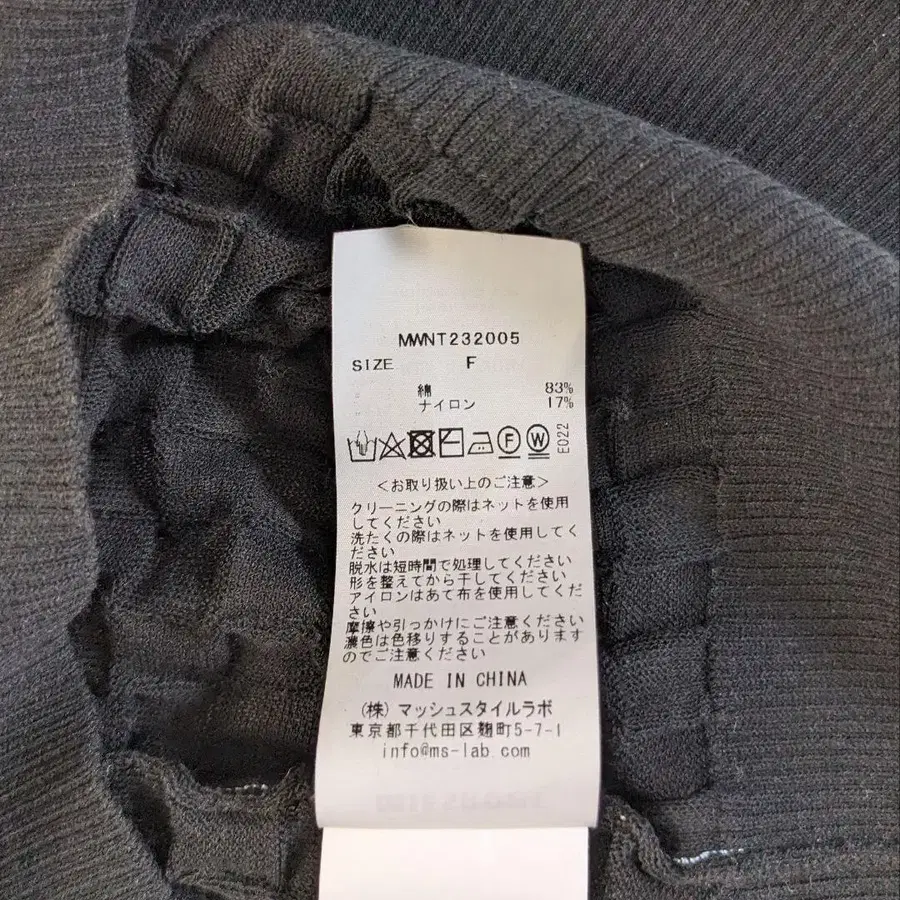 MWNT232005
SIZE F
綿 83%
ナイロン 17%
F W E022
<お取り扱い上のご注意>
クリーニングの際はネットを使用
してください
洗たくの際はネットを使用してく
ださい
脱水は短時間で処理してください
形を整えてから干してください
アイロンはあて布を使用してくだ
さい
摩擦や引っかけにご注意ください
濃色は色移りすることがあります
のでご注意ください
MADE IN CHINA
(株) マッシュスタイルラボ
東京都千代田区麹町5-7-1
info@ms-lab.com